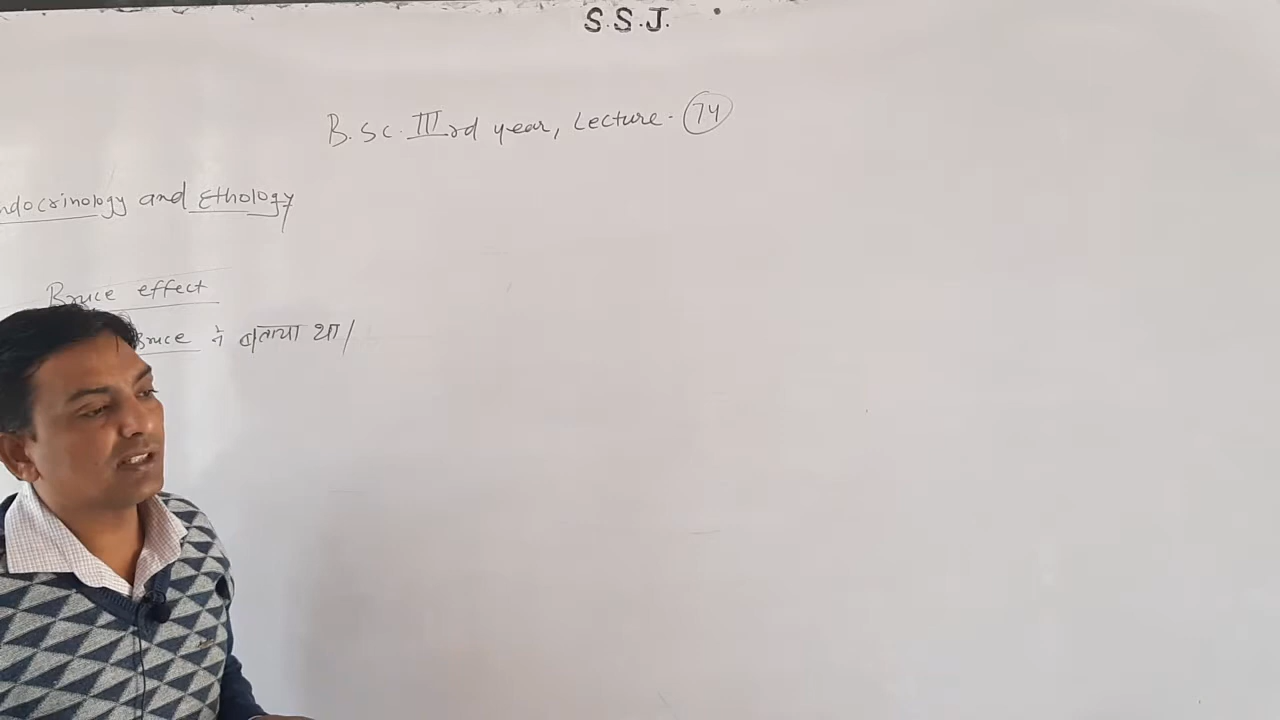 S.S.J.
B.Sc. IIIrd year, Lecture. 74
ndocrinology and Ethology
Bruce effect
Bruce ने बताया था/